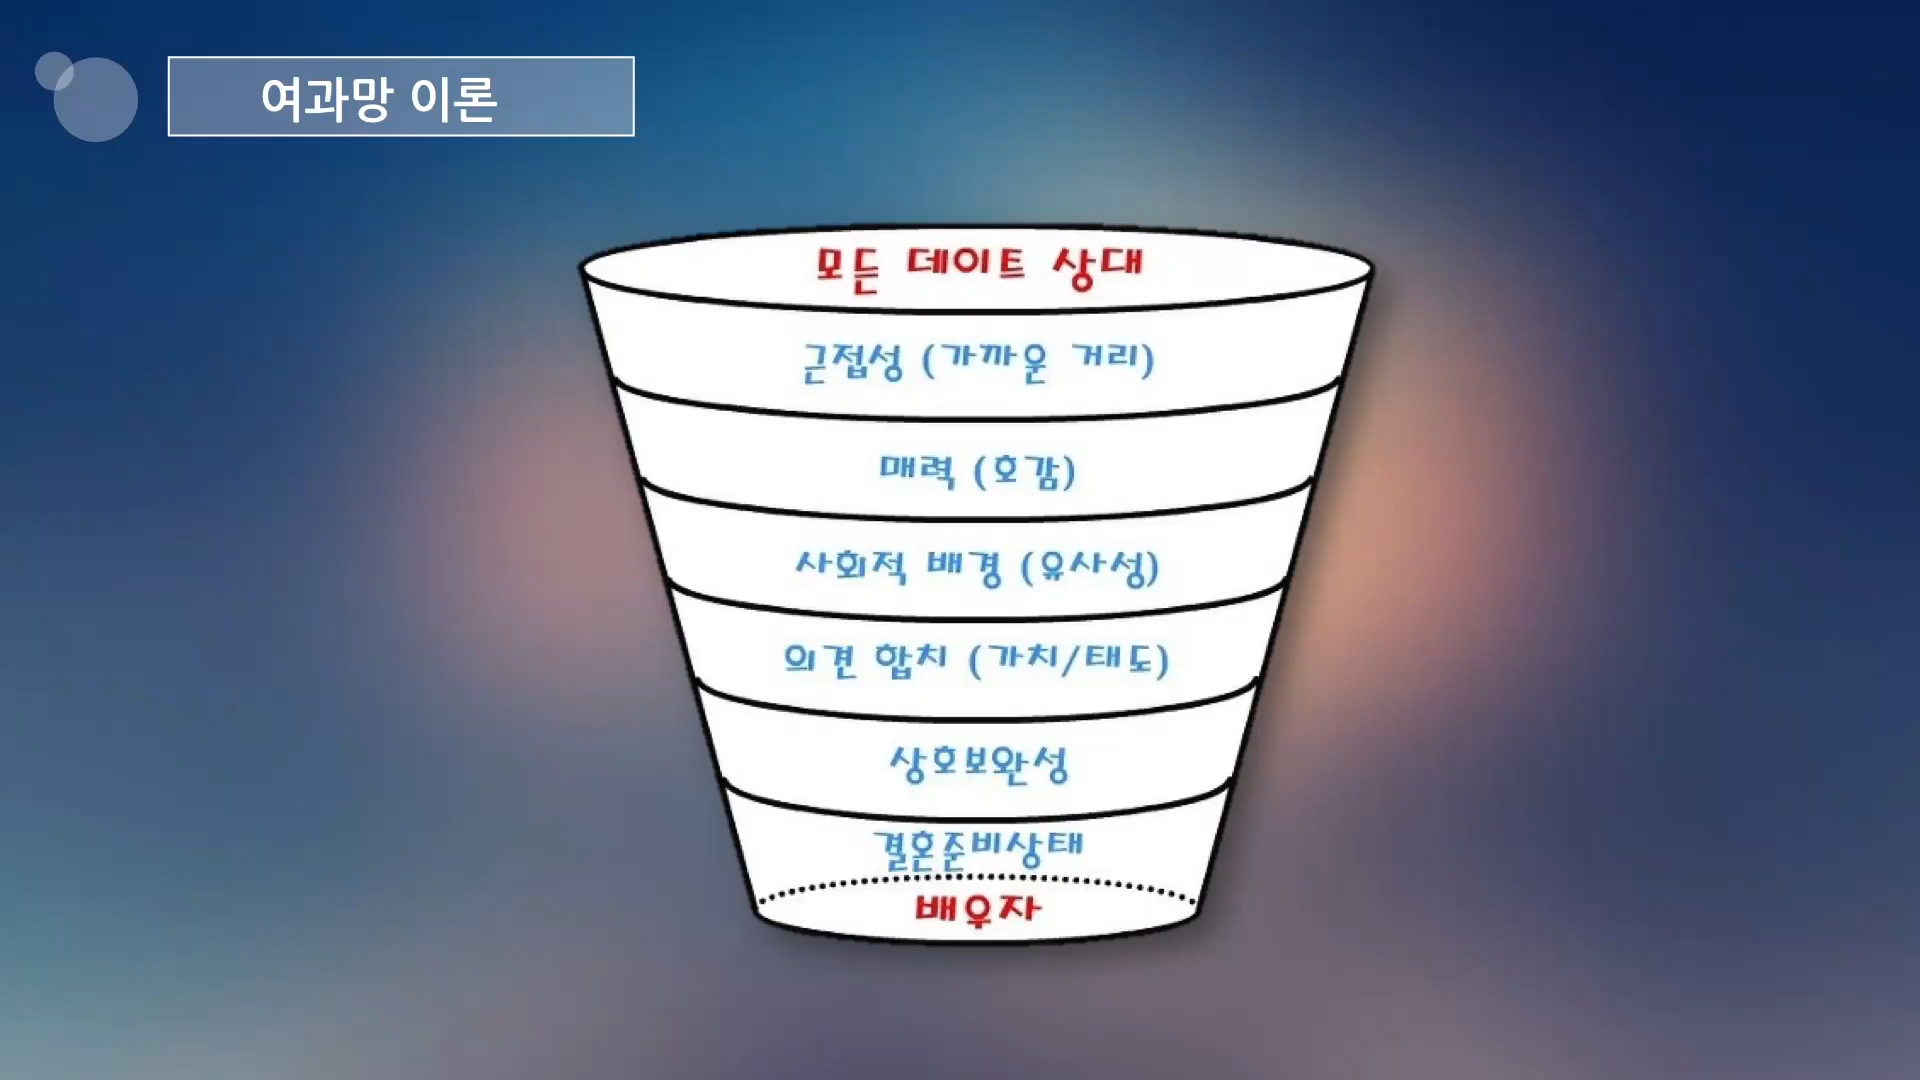 여과망 이론
모든 데이트 상대
근접성 (가까운 거리)
매력 (호감)
사회적 배경 (유사성)
의견 합치 (가치/태도)
상호보완성
결혼준비상태
배우자